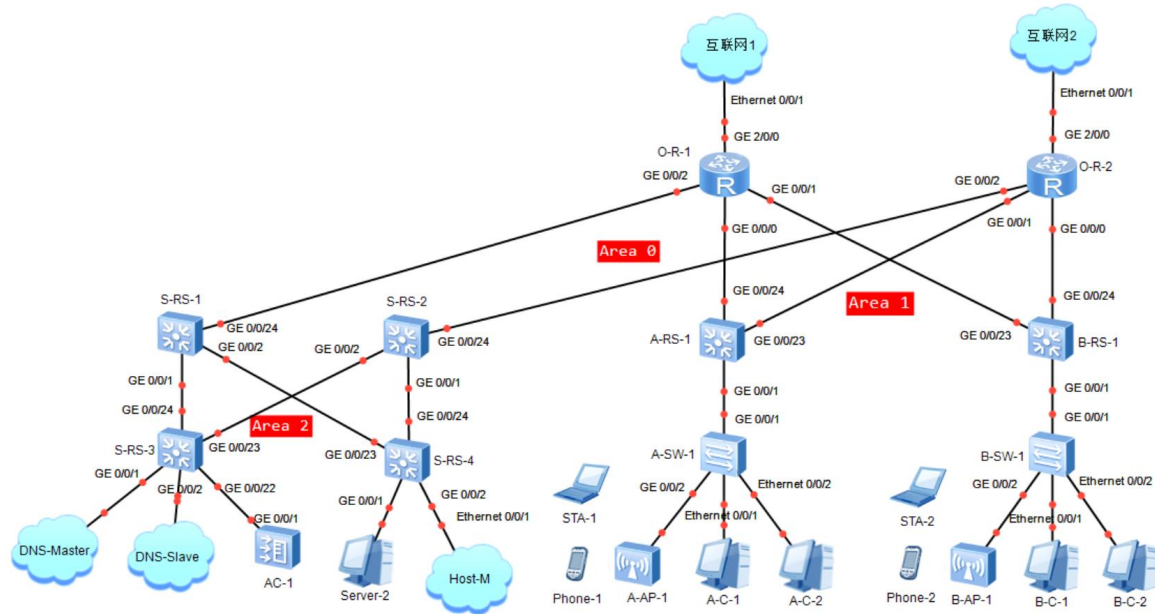 互联网1
互联网2
Ethernet 0/0/1
Ethernet 0/0/1
GE 2/0/0
GE 2/0/0
O-R-1
O-R-2
GE 0/0/2
GE 0/0/1
GE 0/0/2
GE 0/0/1
GE 0/0/0
GE 0/0/0
Area 0
S-RS-1
S-RS-2
Area 1
GE 0/0/24
GE 0/0/24
GE 0/0/24
GE 0/0/2
GE 0/0/2
GE 0/0/24
A-RS-1
GE 0/0/23
GE 0/0/23
B-RS-1
GE 0/0/1
GE 0/0/1
GE 0/0/1
GE 0/0/1
GE 0/0/24
GE 0/0/24
GE 0/0/1
GE 0/0/1
Area 2
S-RS-3
GE 0/0/23
GE 0/0/23
S-RS-4
A-SW-1
B-SW-1
GE 0/0/1
GE 0/0/2
GE 0/0/22
GE 0/0/1
GE 0/0/1
GE 0/0/2
Ethernet 0/0/1
GE 0/0/2
Ethernet 0/0/2
Ethernet 0/0/1
GE 0/0/2
Ethernet 0/0/2
Ethernet 0/0/1
STA-1
STA-2
DNS-Master
DNS-Slave
AC-1
Server-2
Host-M
Phone-1
A-AP-1
A-C-1
A-C-2
Phone-2
B-AP-1
B-C-1
B-C-2
R
R